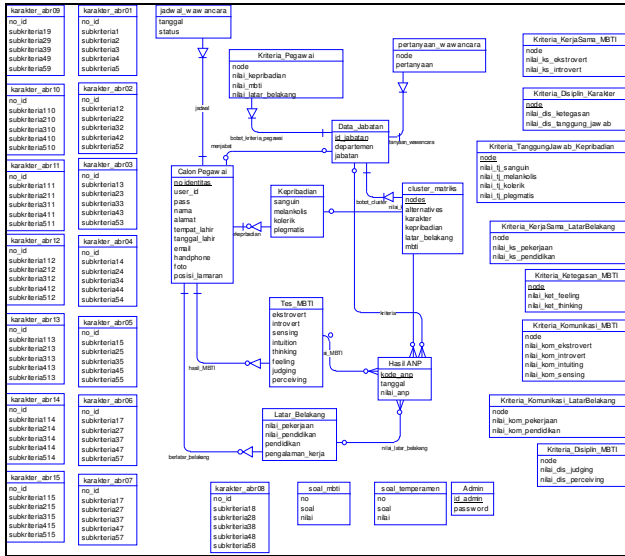 karakter_abr09
no_id
subkriteria19
subkriteria29
subkriteria39
subkriteria49
subkriteria59
karakter_abr01
no_id
subkriteria1
subkriteria2
subkriteria3
subkriteria4
subkriteria5
jadwal_wawancara
tanggal
status
Kriteria_Pegawai
node
nilai_kepribadian
nilai_mbti
nilai_latar_belakang
pertanyaan_wawancara
node
pertanyaan
Kriteria_KerjaSama_MBTI
node
nilai_ks_ekstrovert
nilai_ks_introvert
karakter_abr10
no_id
subkriteria110
subkriteria210
subkriteria310
subkriteria410
subkriteria510
karakter_abr02
no_id
subkriteria12
subkriteria22
subkriteria32
subkriteria42
subkriteria52
jadwal
bobot_kriteria_pegawai
menjabat
Data_Jabatan
id_jabatan
departemen
jabatan
Kriteria_Disiplin_Karakter
node
nilai_dis_ketegasan
nilai_dis_tanggung_jawab
karakter_abr11
no_id
subkriteria111
subkriteria211
subkriteria311
subkriteria411
subkriteria511
karakter_abr03
no_id
subkriteria13
subkriteria23
subkriteria33
subkriteria43
subkriteria53
Calon Pegawai
no identitas
user_id
pass
nama
alamat
tempat_lahir
tanggal_lahir
email
handphone
foto
posisi_lamaran
Kepribadian
sanguin
melankolis
kolerik
plegmatis
bobot_cluster
cluster_matriks
nodes
alternatives
karakter
kepribadian
latar_belakang
mbti
Kriteria_TanggungJawab_Kepribadian
node
nilai_tj_sanguin
nilai_tj_melankolis
nilai_tj_kolerik
nilai_tj_plegmatis
karakter_abr12
no_id
subkriteria112
subkriteria212
subkriteria312
subkriteria412
subkriteria512
karakter_abr04
no_id
subkriteria14
subkriteria24
subkriteria34
subkriteria44
subkriteria54
Kriteria_KerjaSama_LatarBelakang
node
nilai_ks_pekerjaan
nilai_ks_pendidikan
Kriteria_Ketegasan_MBTI
node
nilai_ket_feeling
nilai_ket_thinking
karakter_abr13
no_id
subkriteria113
subkriteria213
subkriteria313
subkriteria413
subkriteria513
karakter_abr05
no_id
subkriteria15
subkriteria25
subkriteria35
subkriteria45
subkriteria55
Tes_MBTI
ekstrovert
introvert
sensing
intuition
thinking
feeling
judging
perceiving
hasil_MBTI
kriteria
Hasil ANP
kode_anp
tanggal
nilai_anp
Kriteria_Komunikasi_MBTI
node
nilai_kom_ekstrovert
nilai_kom_introvert
nilai_kom_intuiting
nilai_kom_sensing
karakter_abr14
no_id
subkriteria114
subkriteria214
subkriteria314
subkriteria414
subkriteria514
karakter_abr06
no_id
subkriteria17
subkriteria27
subkriteria37
subkriteria47
subkriteria57
Latar_Belakang
nilai_pekerjaan
nilai_pendidikan
pendidikan
pengalaman_kerja
berlatar_belakang
nilai_latar_belakang
Kriteria_Komunikasi_LatarBelakang
node
nilai_kom_pekerjaan
nilai_kom_pendidikan
karakter_abr15
no_id
subkriteria115
subkriteria215
subkriteria315
subkriteria415
subkriteria515
karakter_abr07
no_id
subkriteria17
subkriteria27
subkriteria37
subkriteria47
subkriteria57
karakter_abr08
no_id
subkriteria18
subkriteria28
subkriteria38
subkriteria48
subkriteria58
soal_mbti
no
soal
nilai
soal_temperamen
no
soal
nilai
Admin
id_admin
password
Kriteria_Disiplin_MBTI
node
nilai_dis_judging
nilai_dis_perceiving